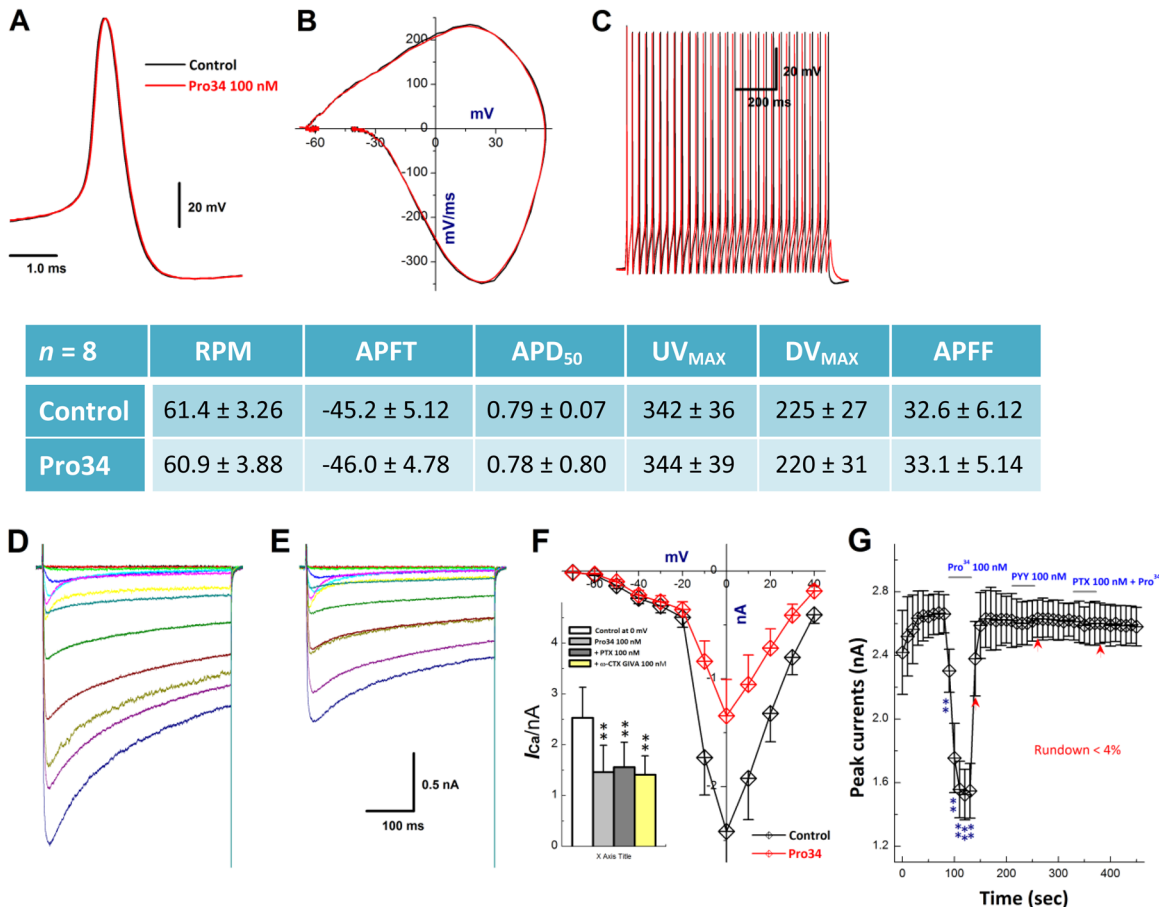 A
Control
Pro34 100 nM
20 mV
1.0 ms
B
200
100
mV
0
-60
-30
0
30
-100
-200
-300
mV/ms
C
20 mV
200 ms
n = 8 RPM APFT APD50 UVMAX DVMAX APFF
Control 61.4 ± 3.26 -45.2 ± 5.12 0.79 ± 0.07 342 ± 36 225 ± 27 32.6 ± 6.12
Pro34 60.9 ± 3.88 -46.0 ± 4.78 0.78 ± 0.80 344 ± 39 220 ± 31 33.1 ± 5.14
D
E
0.5 nA
100 ms
F
mV
-60 -40 -20 0 20 40
nA
-1
-2
Control at 0 mV
Pro34 100 nM
+ PTX 100 nM
+ ω-CTX GIVA 100 nM
ICa/nA
4
3
2
1
0
** ** **
X Axis Title
Control
Pro34
G
Pro34 100 nM
PYY 100 nM
PTX 100 nM + Pro34
2.8
2.4
2.0
1.6
1.2
Peak currents (nA)
**
**
**
**
**
Rundown < 4%
0 100 200 300 400
Time (sec)